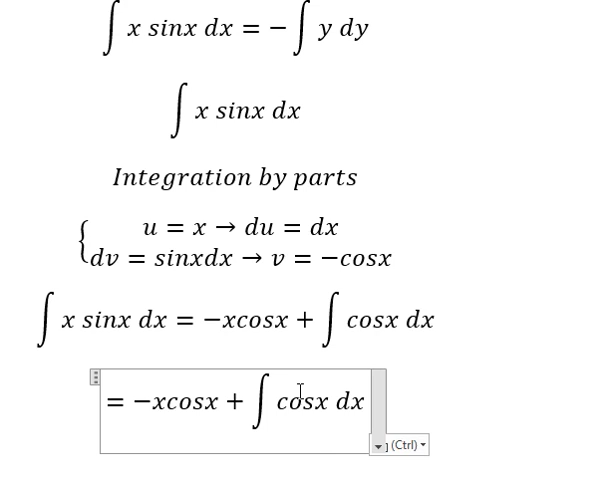 ∫ x sinx dx = − ∫ y dy
∫ x sinx dx
Integration by parts
{ u = x → du = dx
dv = sinxdx → v = −cosx
∫ x sinx dx = −xcosx + ∫ cosx dx
= −xcosx + ∫ cosx dx
(Ctrl)